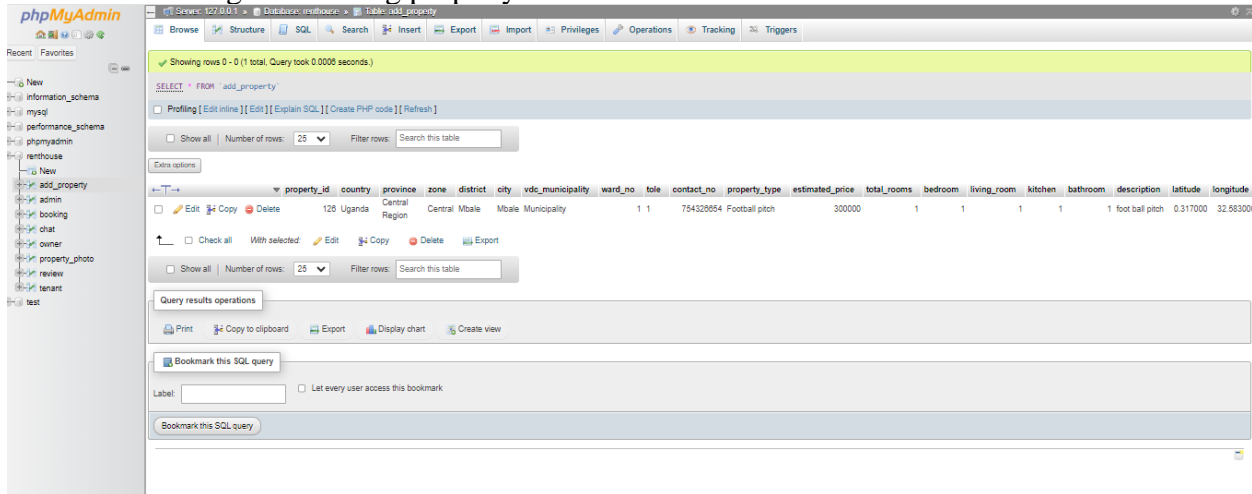 phpMyAdmin
Recent Favorites
New
information_schema
mysql
performance_schema
phpmyadmin
renthouse
New
add_property
admin
booking
chat
owner
property_photo
review
tenant
test
Server: 127.0.0.1 » Database: renthouse » Table: add_property
Browse Structure SQL Search Insert Export Import Privileges Operations Tracking Triggers
Showing rows 0 - 0 (1 total, Query took 0.0006 seconds.)
SELECT * FROM `add_property`
Profiling [ Edit inline ] [ Edit ] [ Explain SQL ] [ Create PHP code ] [ Refresh ]
Show all | Number of rows: 25 Filter rows: Search this table
Extra options
←T→ property_id country province zone district city vdc_municipality ward_no tole contact_no property_type estimated_price total_rooms bedroom living_room kitchen bathroom description latitude longitude
Edit Copy Delete 126 Uganda Central Region Central Mbale Mbale Municipality 1 1 754326654 Football pitch 300000 1 1 1 1 1 foot ball pitch 0.317000 32.58300
Check all With selected: Edit Copy Delete Export
Show all | Number of rows: 25 Filter rows: Search this table
Query results operations
Print Copy to clipboard Export Display chart Create view
Bookmark this SQL query
Label: Let every user access this bookmark
Bookmark this SQL query